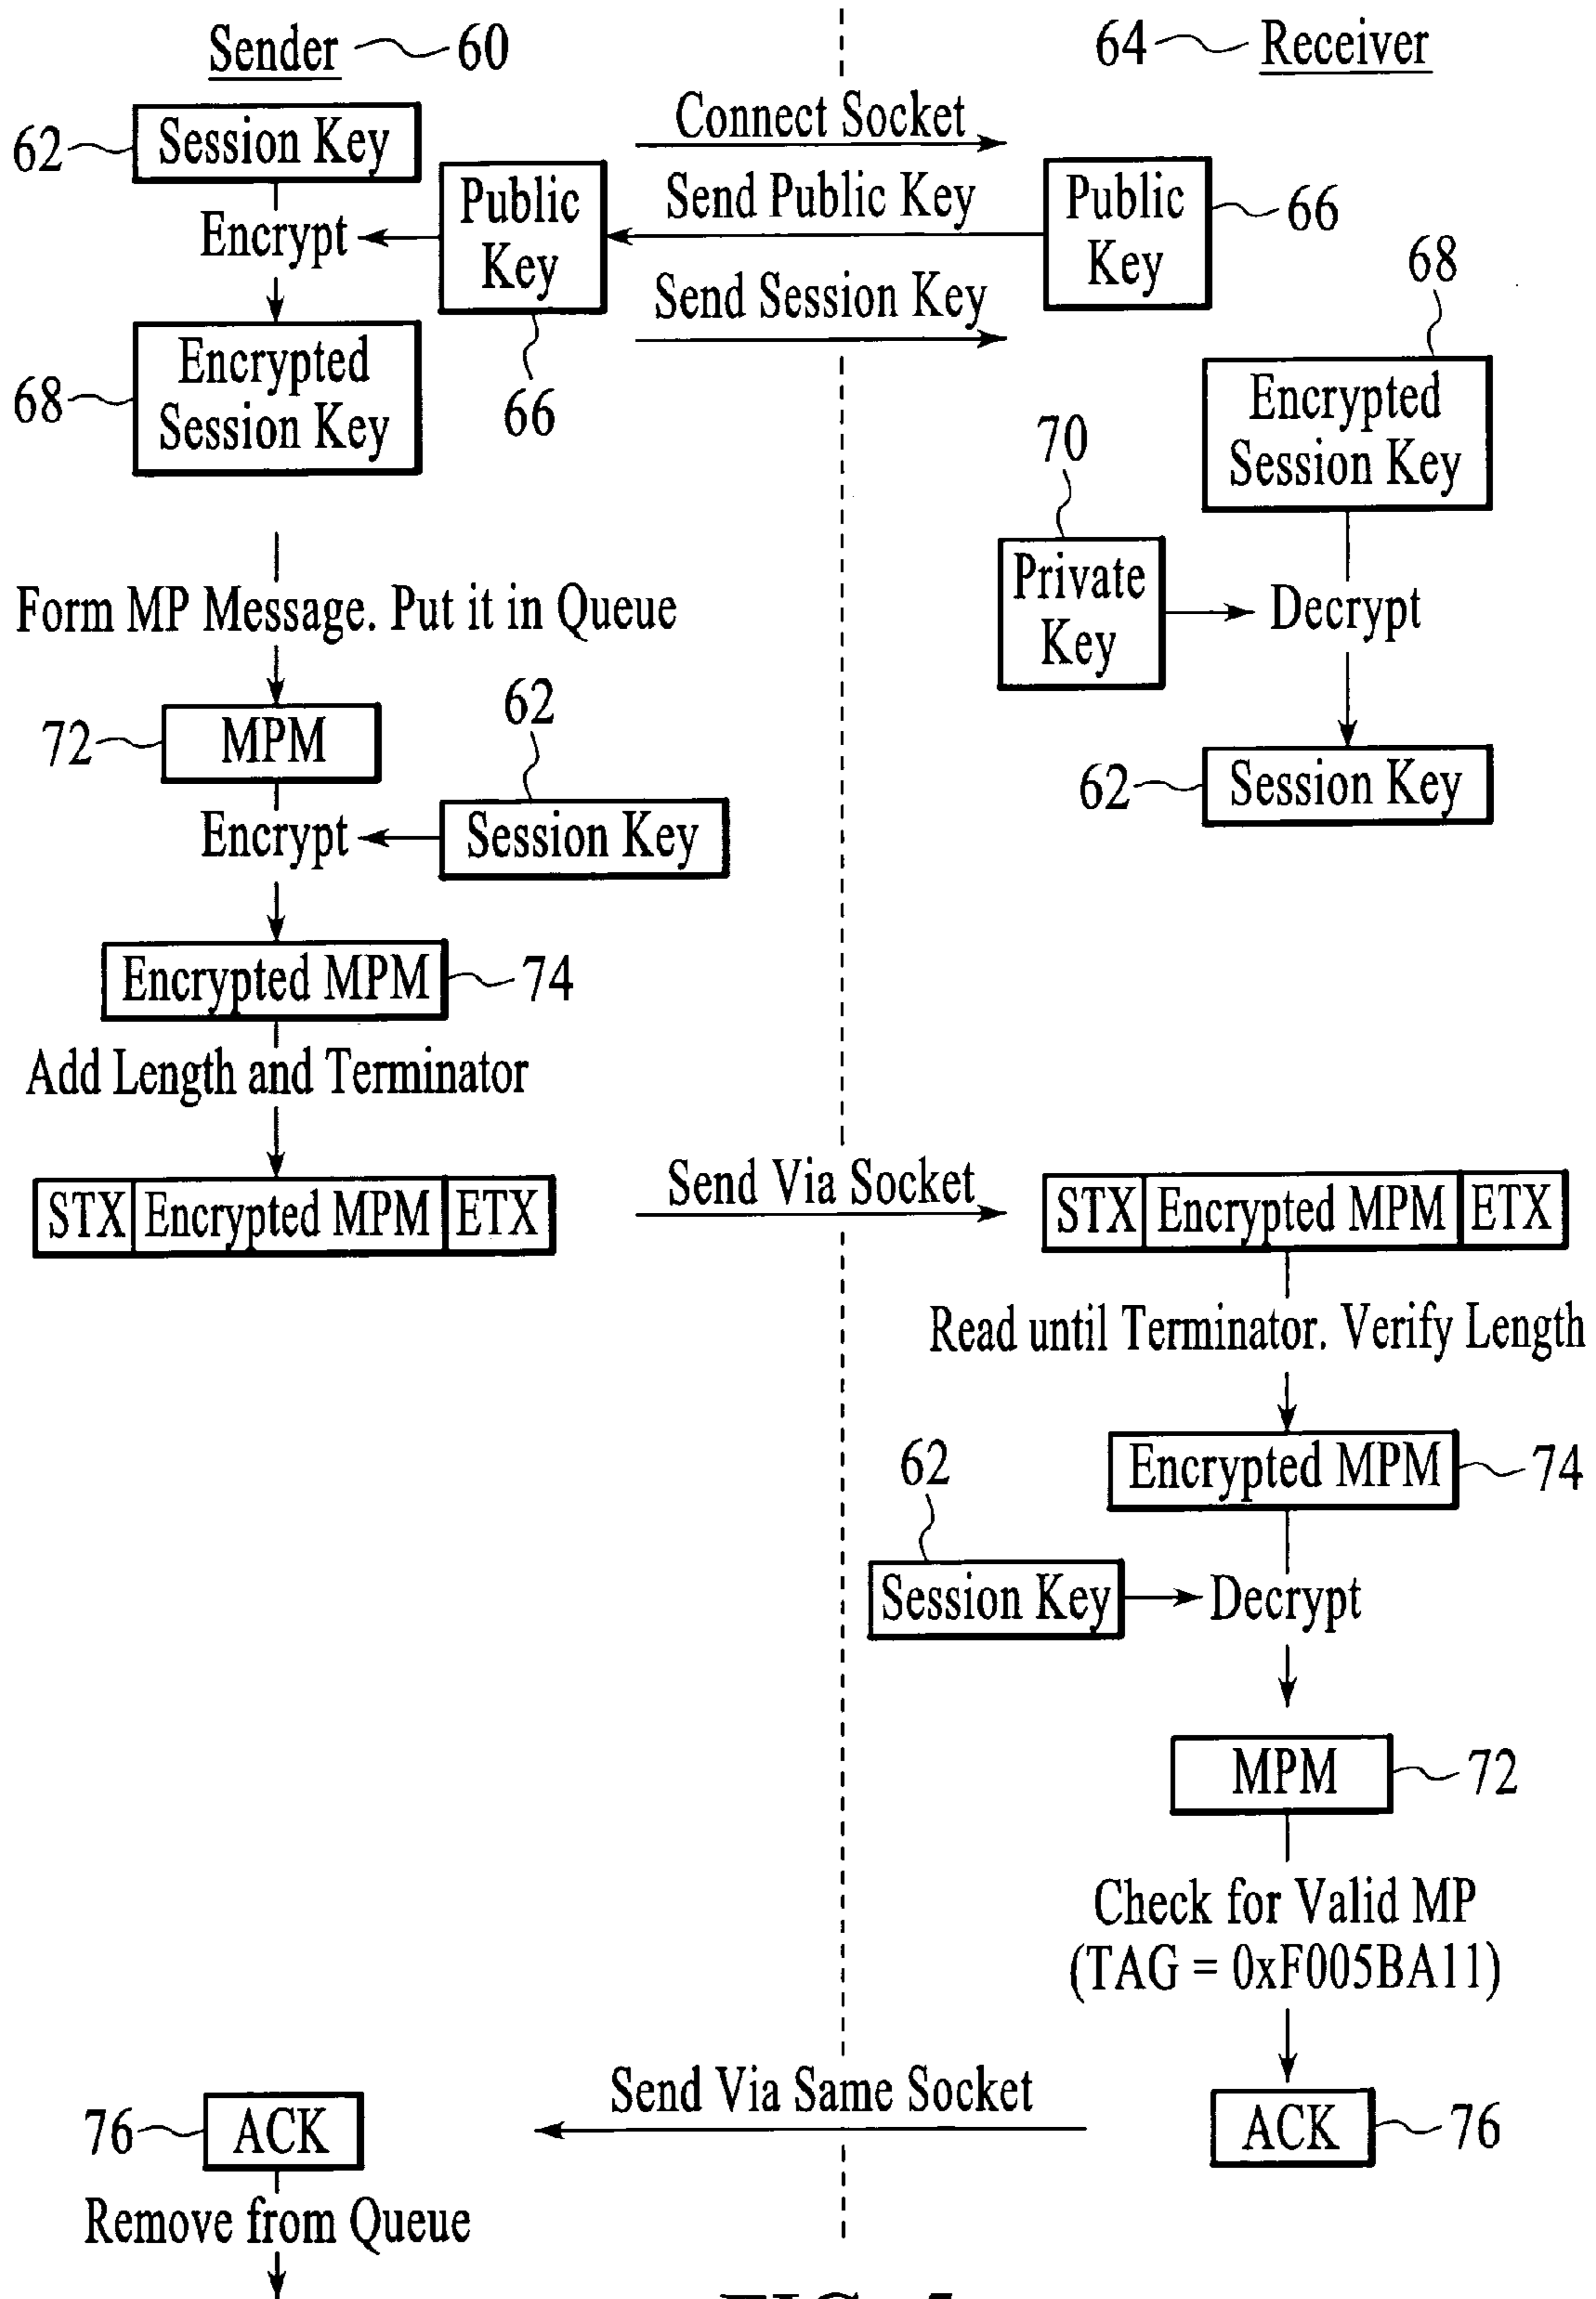 Sender 60
64 Receiver
62 Session Key
Connect Socket
Public
Key
Send Public Key
Public
Key
66
Encrypt
Send Session Key
68
Encrypted
Session Key
68
66
Encrypted
Session Key
70
Private
Key
Decrypt
Form MP Message. Put it in Queue
62
72 MPM
62 Session Key
Encrypt
Session Key
Encrypted MPM 74
Add Length and Terminator
STX Encrypted MPM ETX
Send Via Socket
STX Encrypted MPM ETX
Read until Terminator. Verify Length
Encrypted MPM 74
62
Session Key
Decrypt
MPM 72
Check for Valid MP
(TAG = 0xF005BA11)
Send Via Same Socket
76 ACK
ACK 76
Remove from Queue